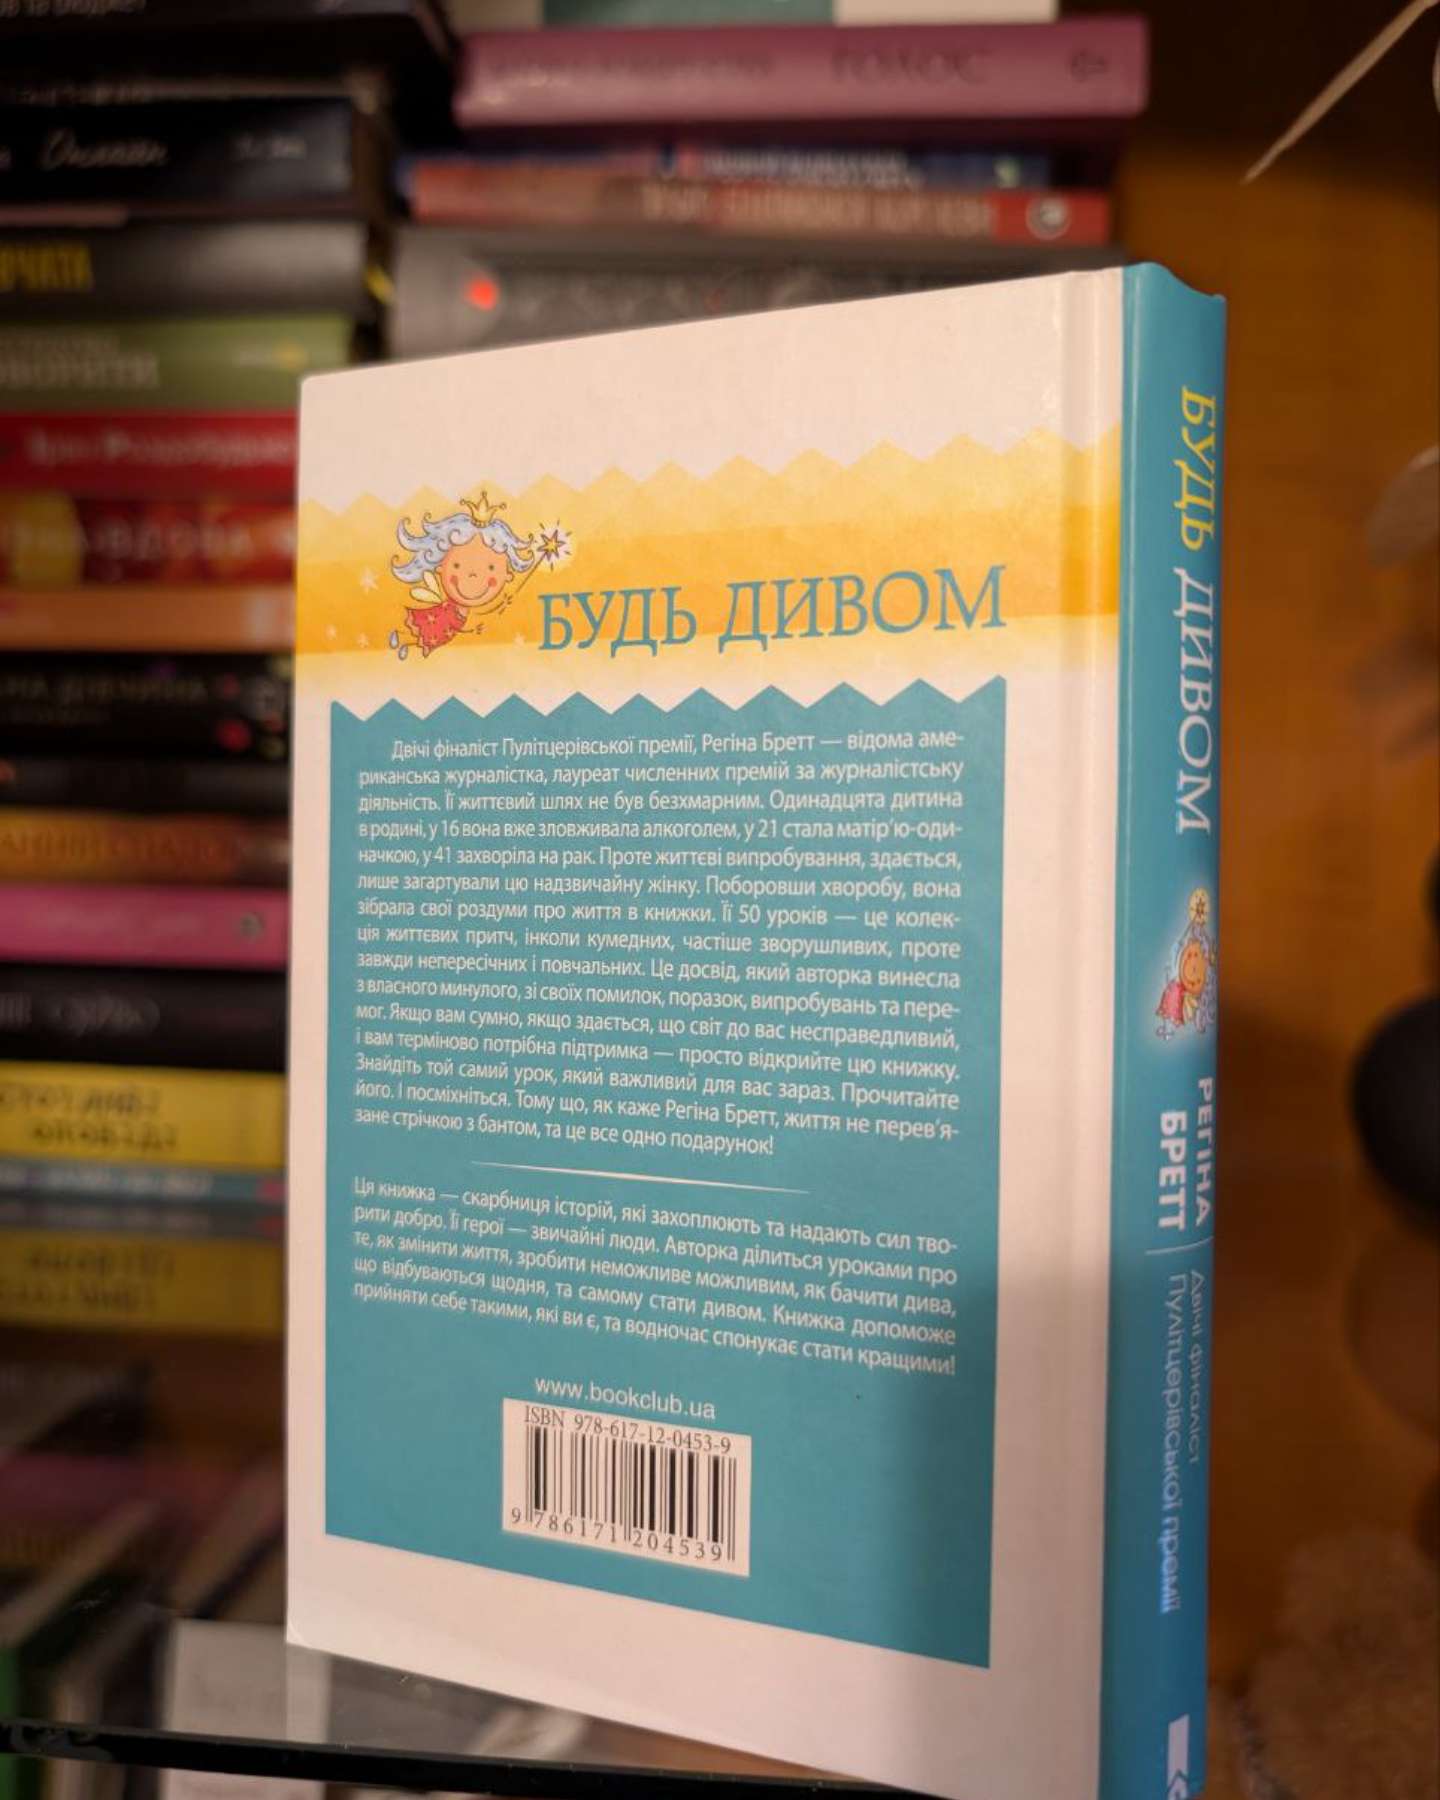 ГОЛОС
Онлайн
БУДЬ ДИВОМ
Двічі фіналіст Пулітцерівської премії, Регіна Бретт — відома аме-
риканська журналістка, лауреат численних премій за журналістську
діяльність. Її життєвий шлях не був безхмарним. Одинадцята дитина
в родині, у 16 вона вже зловживала алкоголем, у 21 стала матір’ю-оди-
начкою, у 41 захворіла на рак. Проте життєві випробування, здається,
лише загартували цю надзвичайну жінку. Поборовши хворобу, вона
зібрала свої роздуми про життя в книжки. Її 50 уроків — це колек-
ція життєвих притч, інколи кумедних, частіше зворушливих, проте
завжди непересічних і повчальних. Це досвід, який авторка винесла
з власного минулого, зі своїх помилок, поразок, випробувань та пере-
мог. Якщо вам сумно, якщо здається, що світ до вас несправедливий,
і вам терміново потрібна підтримка — просто відкрийте цю книжку.
Знайдіть той самий урок, який важливий для вас зараз. Прочитайте
його. І посміхніться. Тому що, як каже Регіна Бретт, життя не перев’я-
зане стрічкою з бантом, та це все одно подарунок!
Ця книжка — скарбниця історій, які захоплюють та надають сил тво-
рити добро. Її герої — звичайні люди. Авторка ділиться уроками про
те, як змінити життя, зробити неможливе можливим, як бачити дива,
що відбуваються щодня, та самому стати дивом. Книжка допоможе
прийняти себе такими, які ви є, та водночас спонукає стати кращими!
www.bookclub.ua
ISBN 978-617-12-0453-9
9 786171 204539
БУДЬ ДИВОМ
РЕГІНА
БРЕТТ
Двічі фіналіст
Пулітцерівської премії